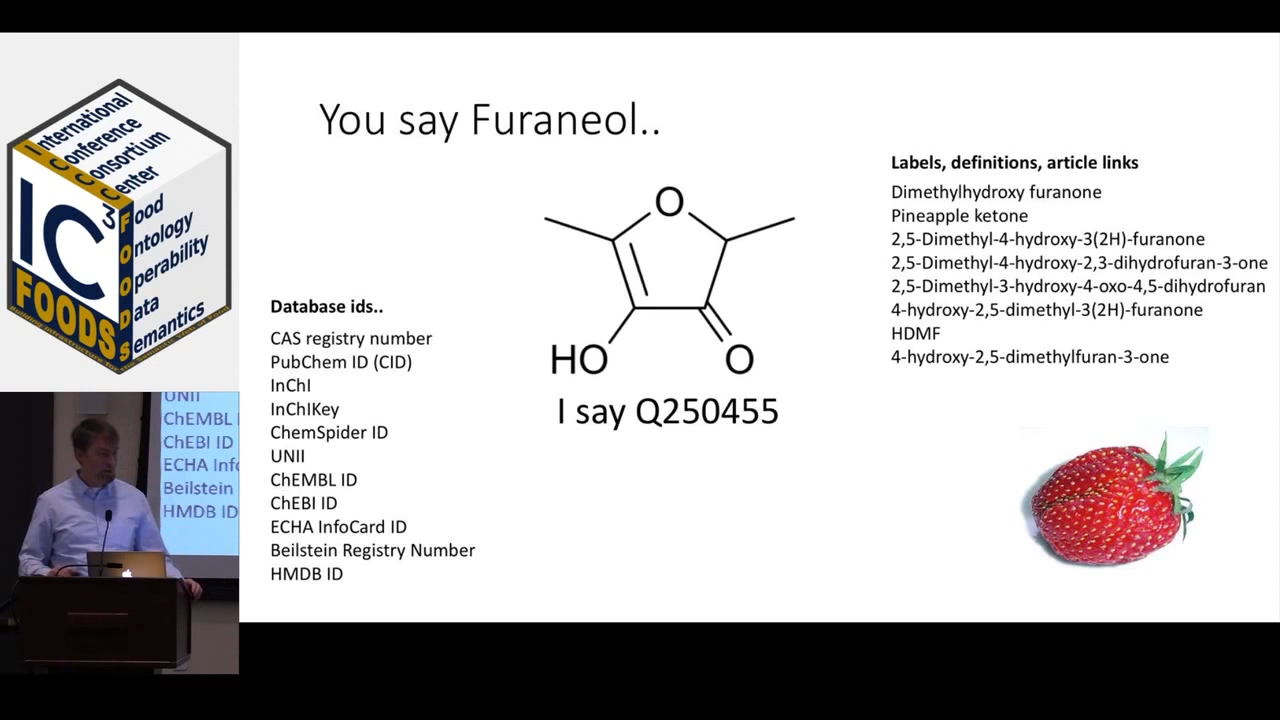 International
Conference
Consortium
Center
IC3
FOODS
Food
Ontology
Operability
Data
Semantics
You say Furaneol..
O
HO
O
I say Q250455
Database ids..
CAS registry number
PubChem ID (CID)
InChI
InChIKey
ChemSpider ID
UNII
ChEMBL ID
ChEBI ID
ECHA InfoCard ID
Beilstein Registry Number
HMDB ID
Labels, definitions, article links
Dimethylhydroxy furanone
Pineapple ketone
2,5-Dimethyl-4-hydroxy-3(2H)-furanone
2,5-Dimethyl-4-hydroxy-2,3-dihydrofuran-3-one
2,5-Dimethyl-3-hydroxy-4-oxo-4,5-dihydrofuran
4-hydroxy-2,5-dimethyl-3(2H)-furanone
HDMF
4-hydroxy-2,5-dimethylfuran-3-one
UNII
ChEMBL I
ChEBI ID
ECHA Info
Beilstein
HMDB ID